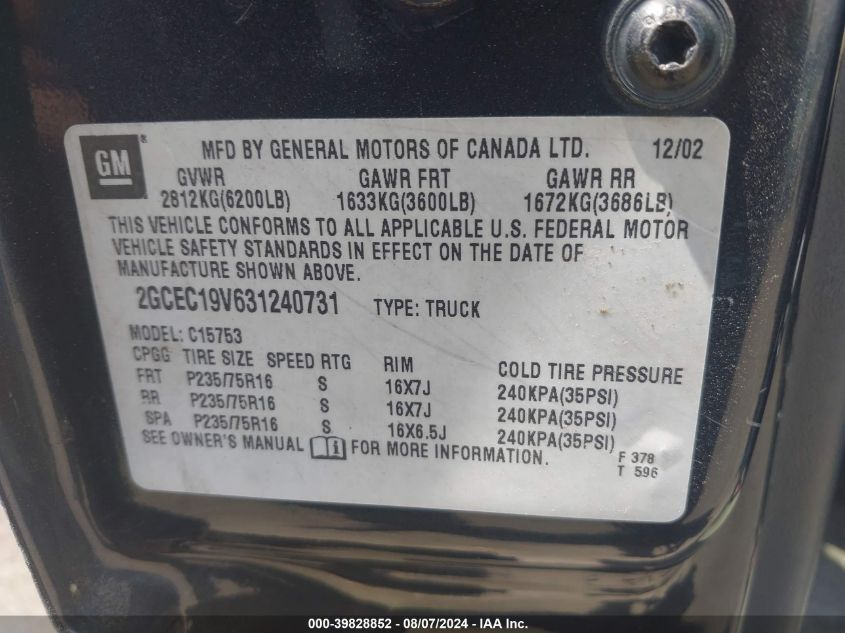 GM ® MFD BY GENERAL MOTORS OF CANADA LTD. 12/02
GVWR GAWR FRT GAWR RR
2812KG(6200LB) 1633KG(3600LB) 1672KG(3686LB)
THIS VEHICLE CONFORMS TO ALL APPLICABLE U.S. FEDERAL MOTOR
VEHICLE SAFETY STANDARDS IN EFFECT ON THE DATE OF
MANUFACTURE SHOWN ABOVE.
2GCEC19V631240731 TYPE: TRUCK
MODEL: C15753
CPGG TIRE SIZE SPEED RTG RIM COLD TIRE PRESSURE
FRT P235/75R16 S 16X7J 240KPA(35PSI)
RR P235/75R16 S 16X7J 240KPA(35PSI)
SPA P235/75R16 S 16X6.5J 240KPA(35PSI)
SEE OWNER'S MANUAL i FOR MORE INFORMATION.
F 378
T 596
000-39828852 - 08/07/2024 - IAA Inc.